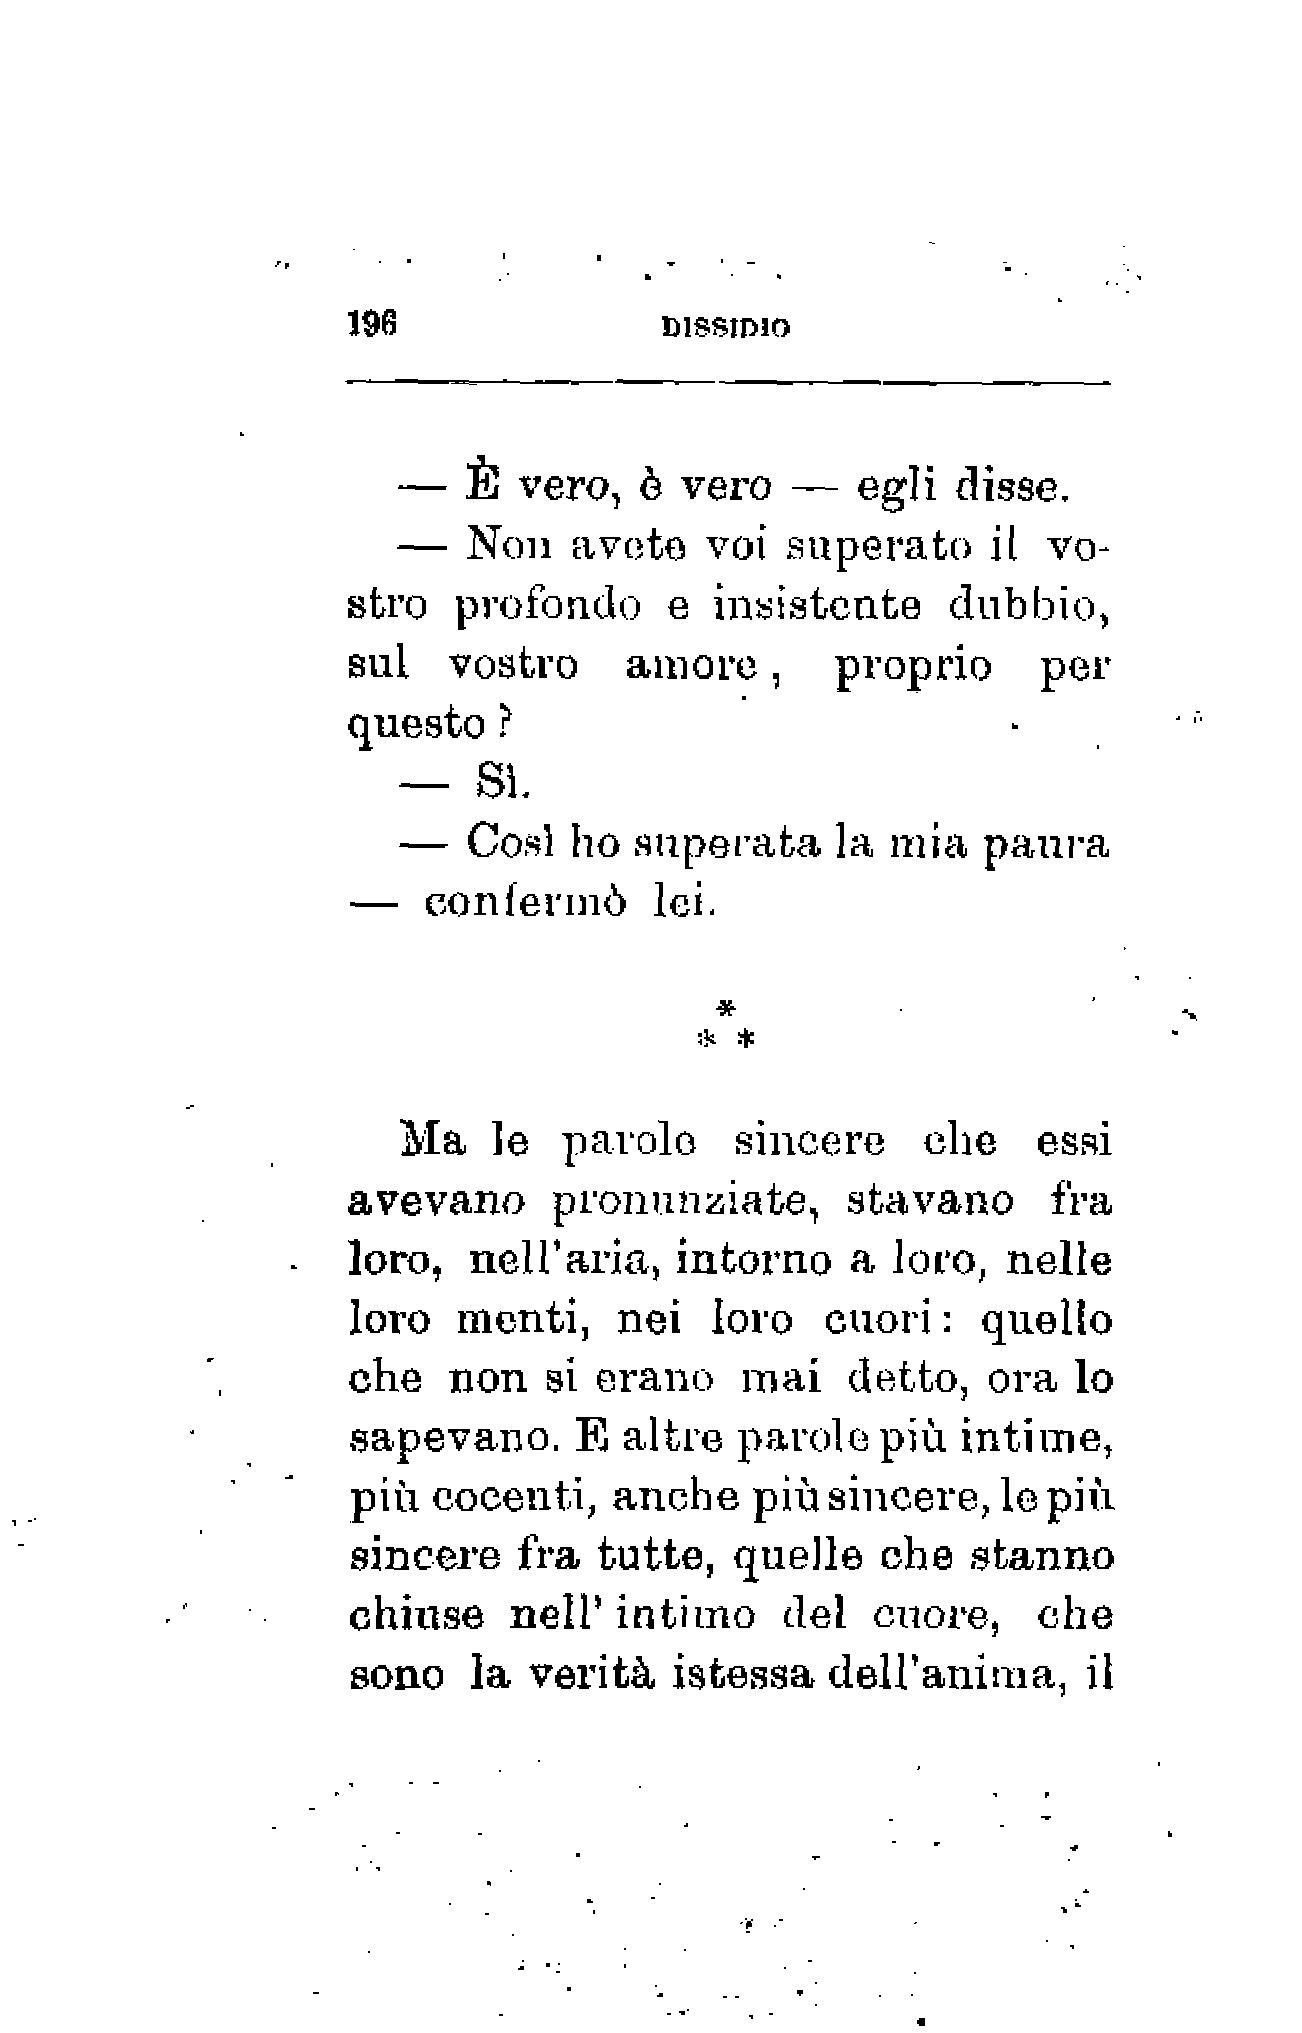 196 DISSIDIO
— È vero, è vero — egli disse.
— Non avete voi superato il vo-
stro profondo e insistente dubbio,
sul vostro amore, proprio per
questo?
— Sì.
— Così ho superata la mia paura
— confermò lei.
*
* *
Ma le parole sincere che essi
avevano pronunziate, stavano fra
loro, nell'aria, intorno a loro, nelle
loro menti, nei loro cuori: quello
che non si erano mai detto, ora lo
sapevano. E altre parole più intime,
più cocenti, anche più sincere, le più
sincere fra tutte, quelle che stanno
chiuse nell' intimo del cuore, che
sono la verità istessa dell'anima, il